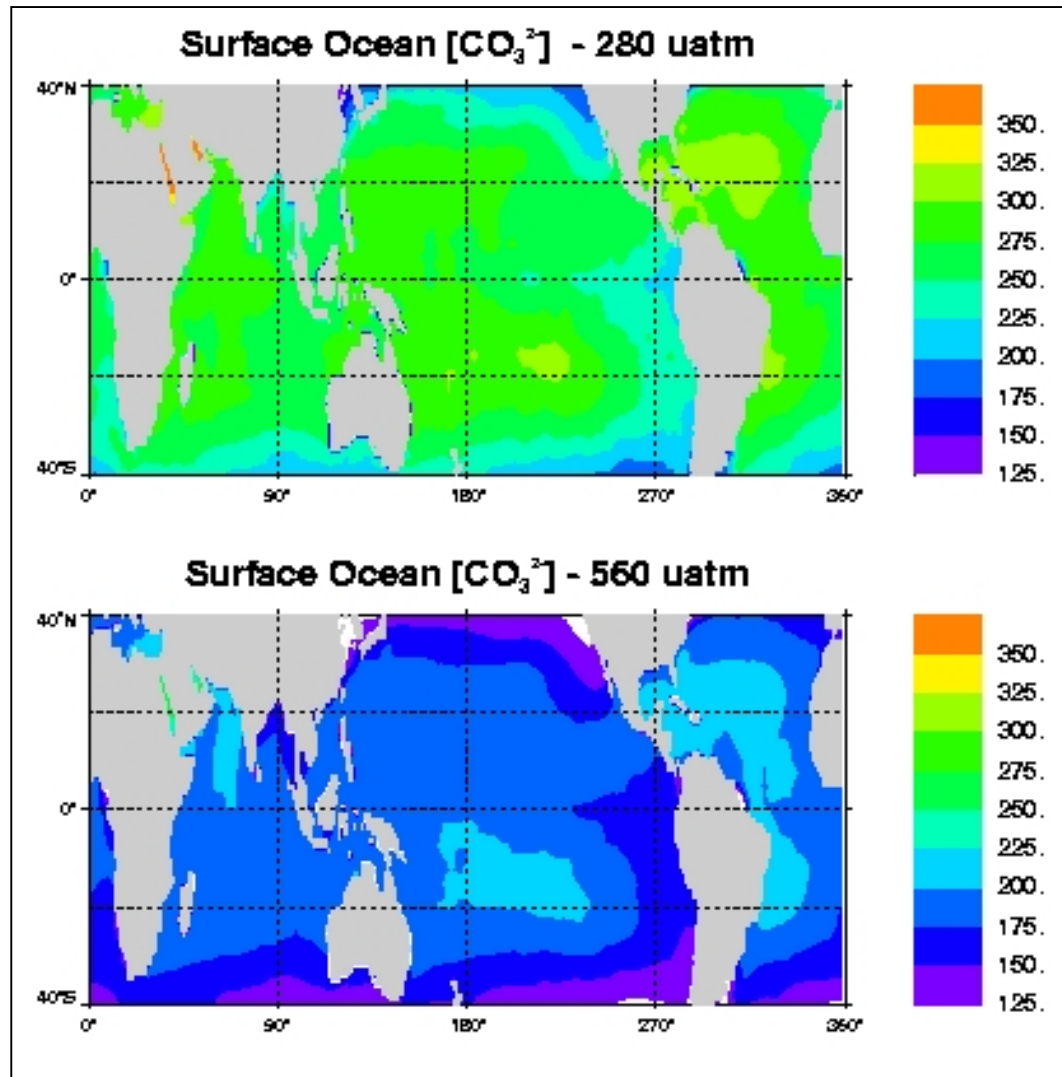 Surface Ocean [CO₃²] - 280 uatm
40°N
0°
40°S
0° 90° 180° 270° 360°
350.
325.
300.
275.
250.
225.
200.
175.
150.
125.
Surface Ocean [CO₃²] - 560 uatm
40°N
0°
40°S
0° 90° 180° 270° 360°
350.
325.
300.
275.
250.
225.
200.
175.
150.
125.